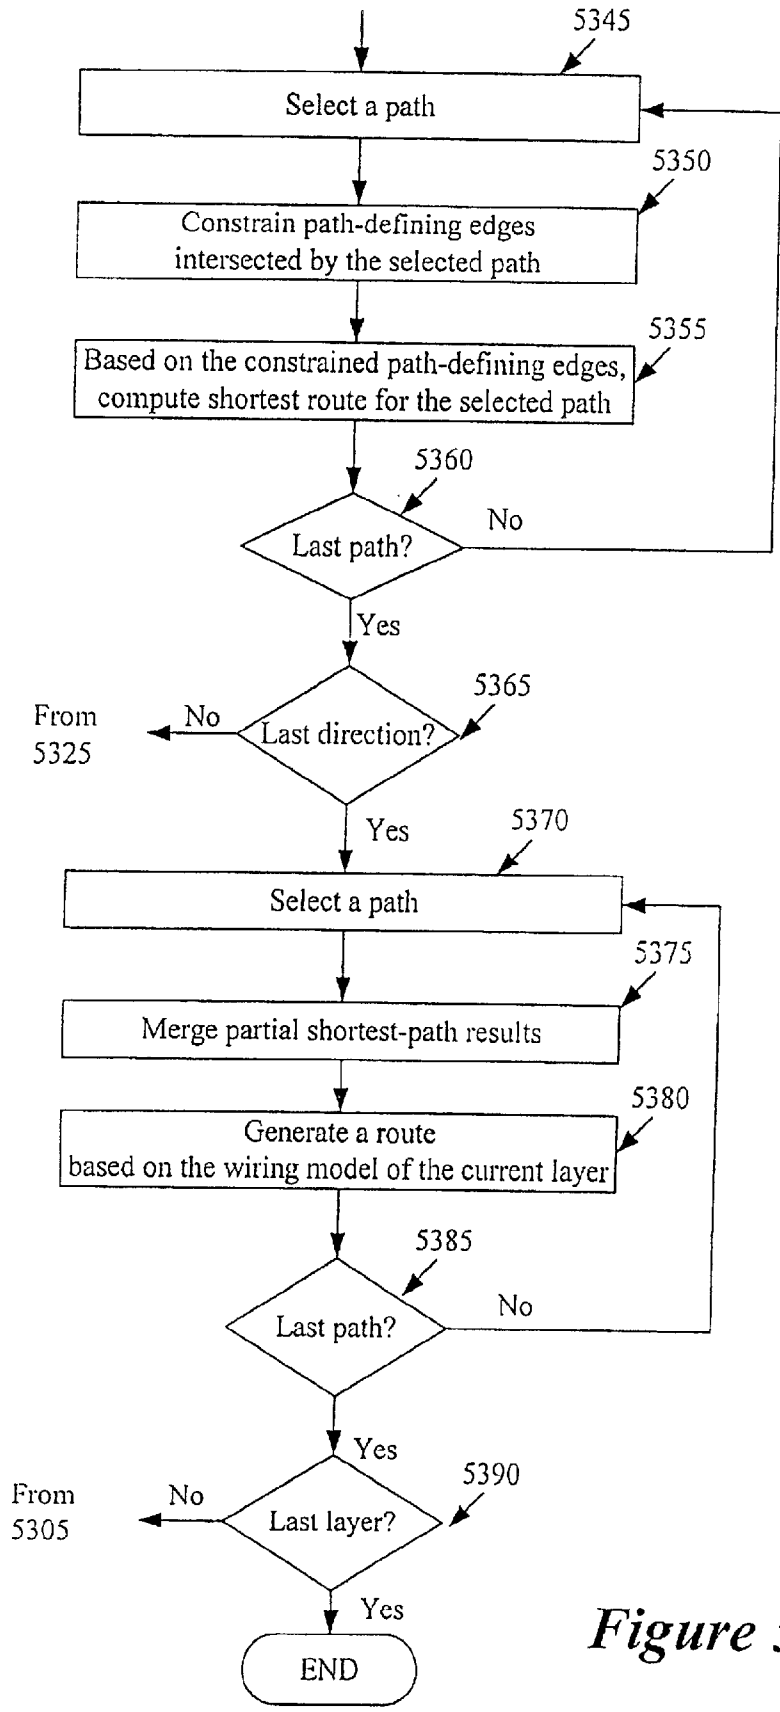 5345
Select a path
5350
Constrain path-defining edges
intersected by the selected path
5355
Based on the constrained path-defining edges,
compute shortest route for the selected path
5360
Last path?
No
Yes
5365
Last direction?
No
From
5325
Yes
5370
Select a path
5375
Merge partial shortest-path results
5380
Generate a route
based on the wiring model of the current layer
5385
Last path?
No
Yes
5390
Last layer?
No
From
5305
Yes
END
Figure